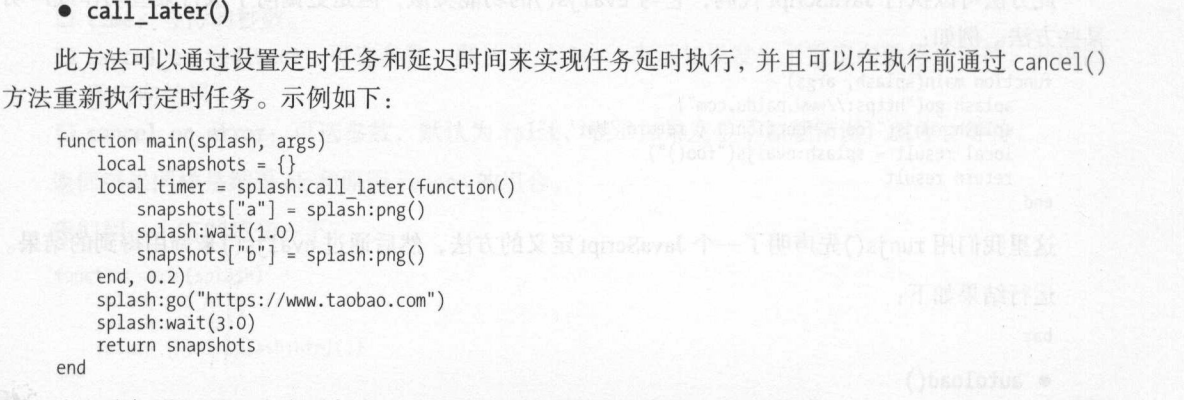 ● call_later()
此方法可以通过设置定时任务和延迟时间来实现任务延时执行，并且可以在执行前通过 cancel()
方法重新执行定时任务。示例如下：
function main(splash, args)
    local snapshots = {}
    local timer = splash:call_later(function()
        snapshots["a"] = splash:png()
        splash:wait(1.0)
        snapshots["b"] = splash:png()
    end, 0.2)
    splash:go("https://www.taobao.com")
    splash:wait(3.0)
    return snapshots
end